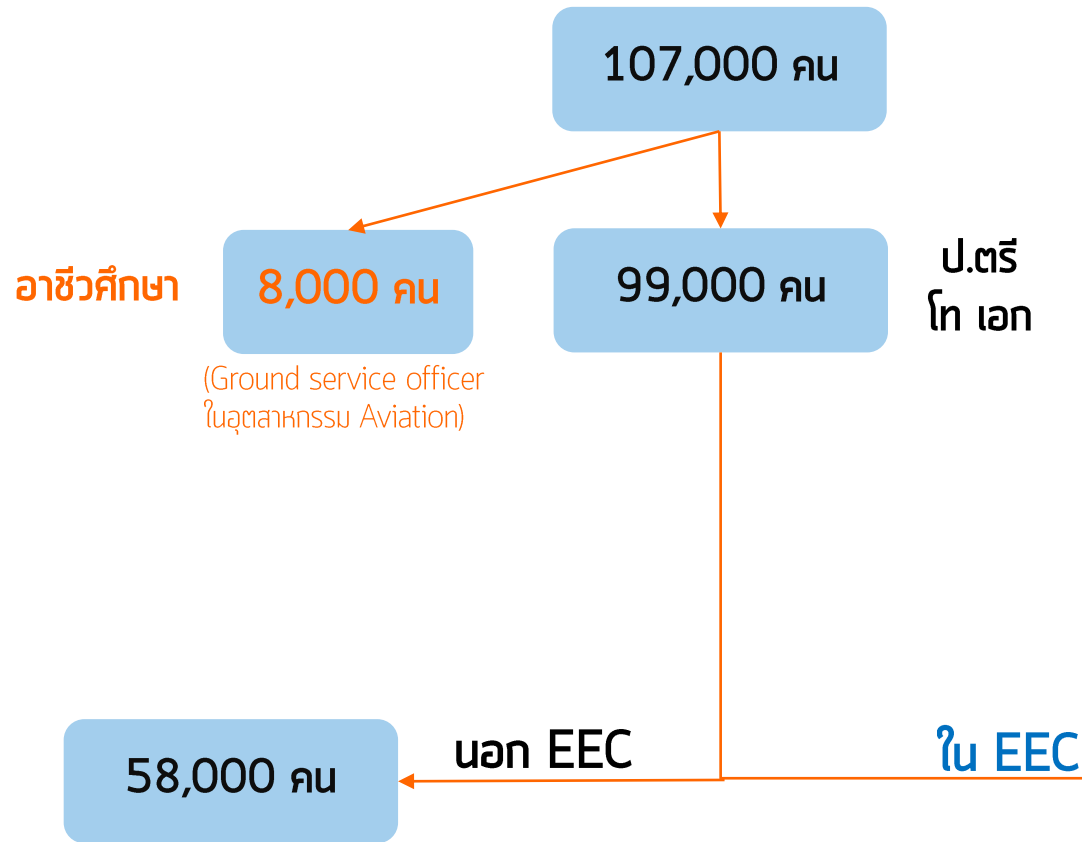 107,000 คน
อาชีวศึกษา
8,000 คน
99,000 คน
ป.ตรี
โท เอก
(Ground service officer
ในอุตสาหกรรม Aviation)
นอก EEC
ใน EEC
58,000 คน